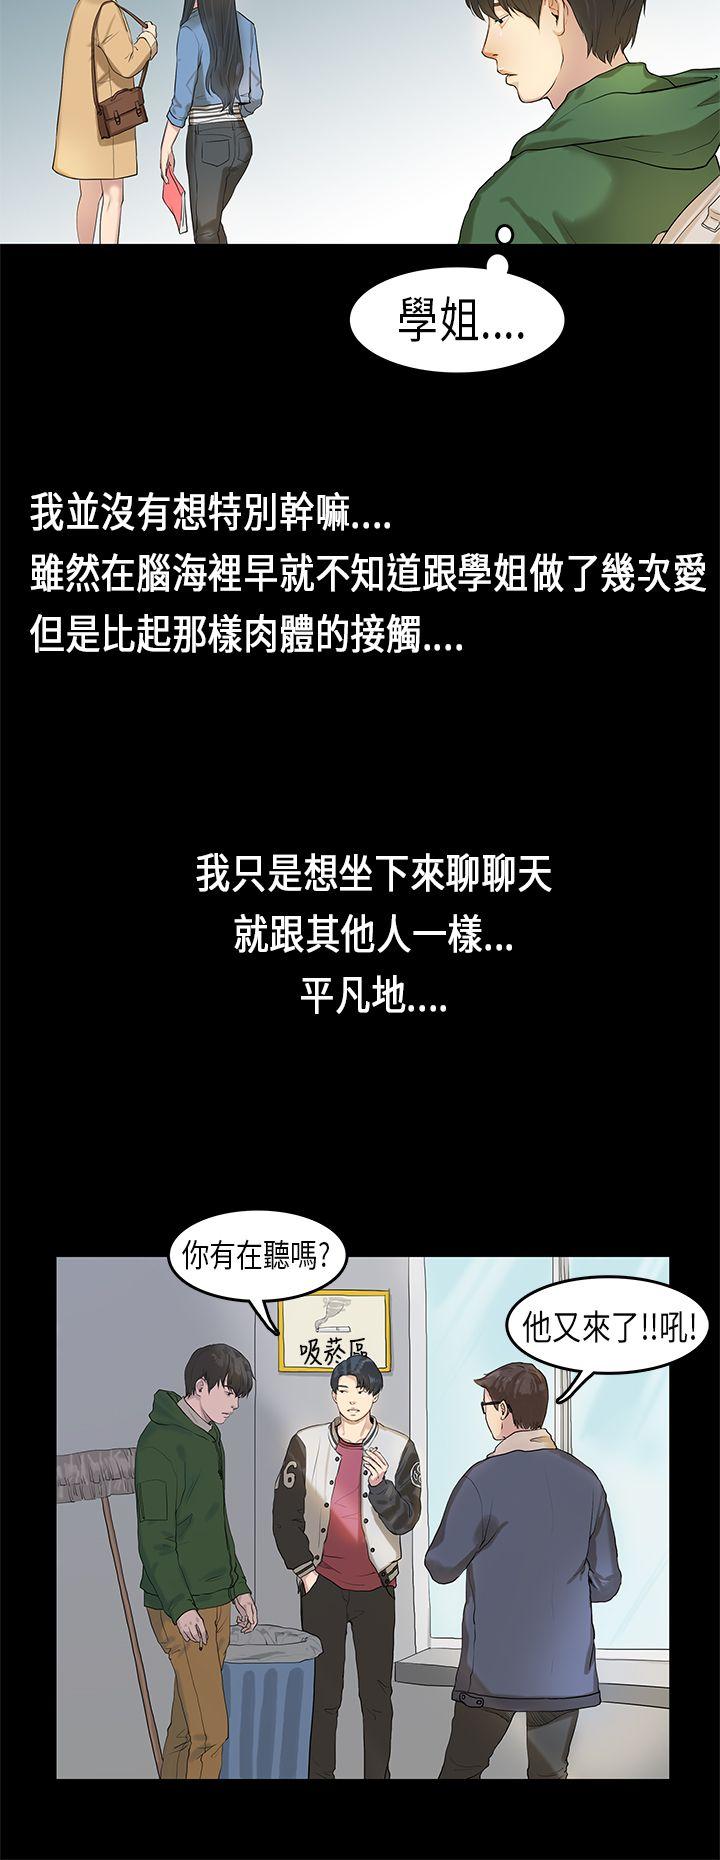 學姐....
我並沒有想特別幹嘛....
雖然在腦海裡早就不知道跟學姐做了幾次愛
但是比起那樣肉體的接觸....
我只是想坐下來聊聊天
就跟其他人一樣...
平凡地....
你有在聽嗎?
他又來了!!吼!
吸菸區
6